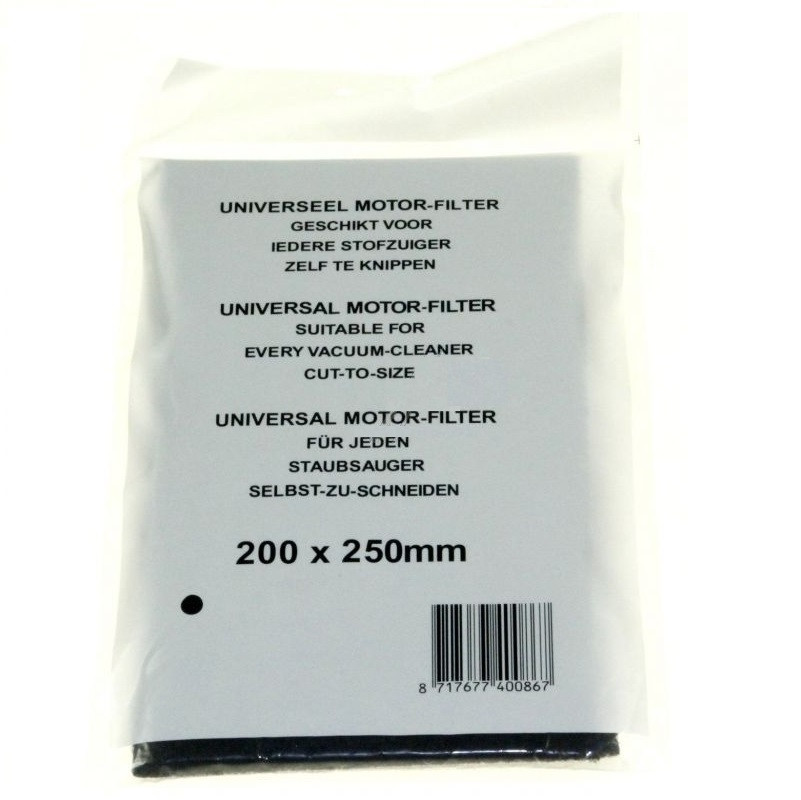 UNIVERSEEL MOTOR-FILTER
GESCHIKT VOOR
IEDERE STOFZUIGER
ZELF TE KNIPPEN
UNIVERSAL MOTOR-FILTER
SUITABLE FOR
EVERY VACUUM-CLEANER
CUT-TO-SIZE
UNIVERSAL MOTOR-FILTER
FÜR JEDEN
STAUBSAUGER
SELBST-ZU-SCHNEIDEN
200 x 250mm
8 717677 400867